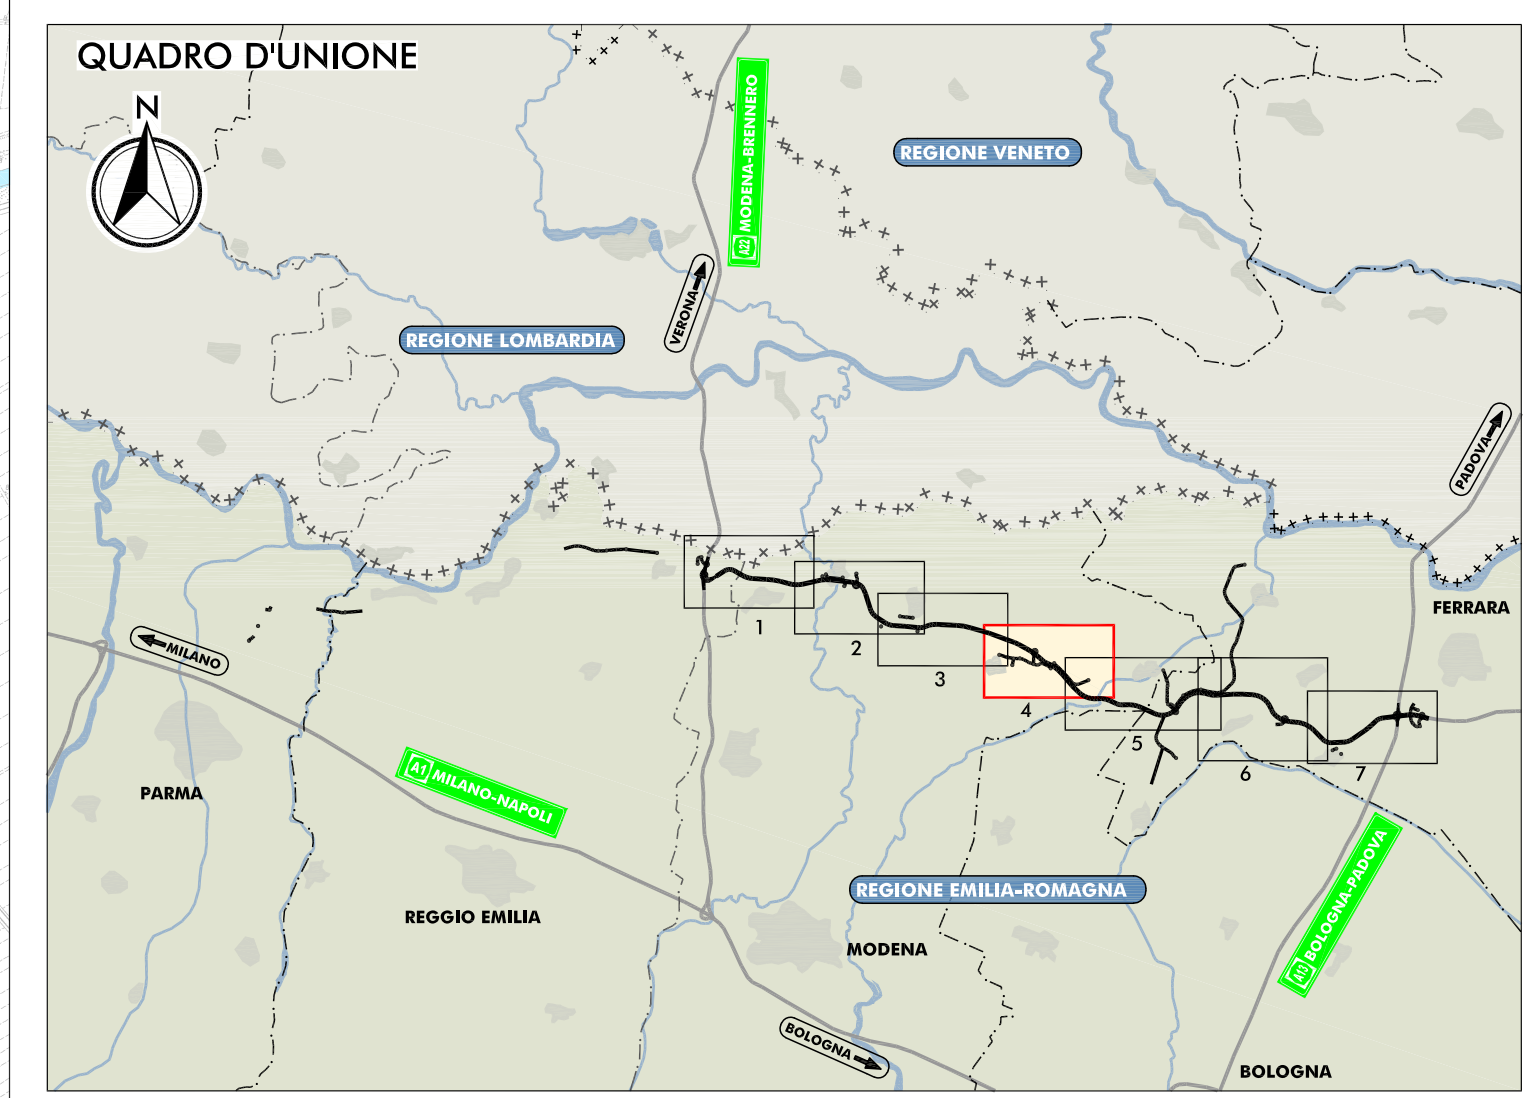 QUADRO D'UNIONE
N
A22 MODENA-BRENNERO
REGIONE VENETO
VERONA
REGIONE LOMBARDIA
PADOVA
FERRARA
MILANO
1
2
3
4
5
6
7
PARMA
A1 MILANO-NAPOLI
REGIONE EMILIA-ROMAGNA
A13 BOLOGNA-PADOVA
REGGIO EMILIA
MODENA
BOLOGNA
BOLOGNA